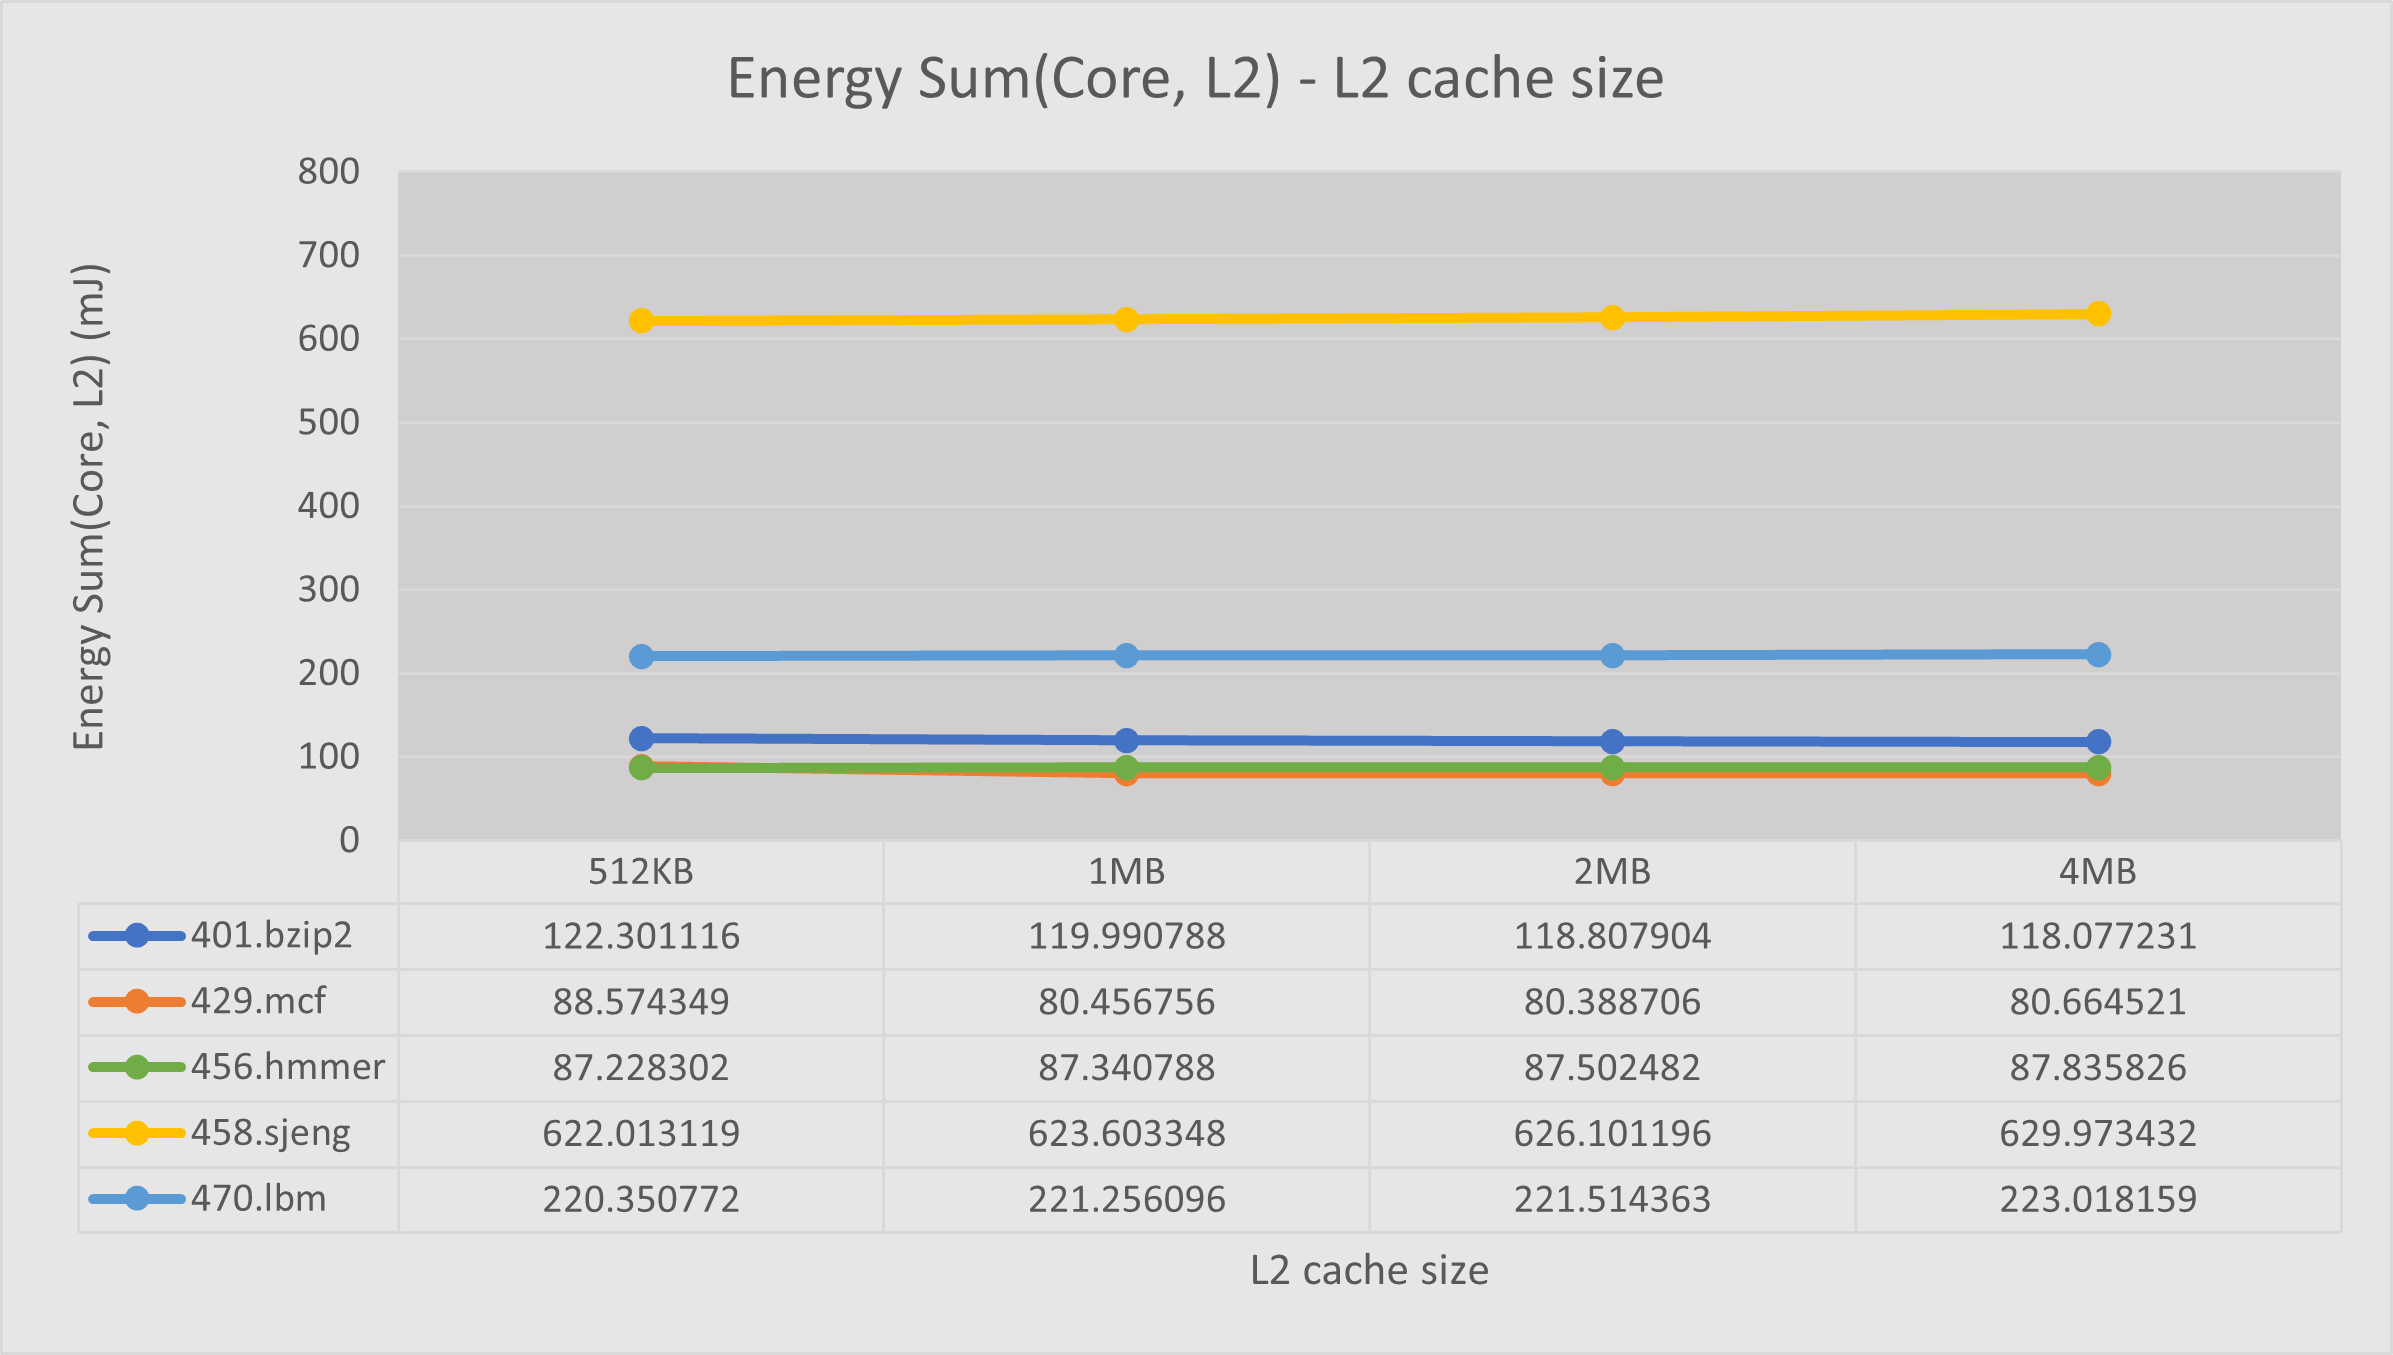 Energy Sum(Core, L2) - L2 cache size
Energy Sum(Core, L2) (mJ)
800
700
600
500
400
300
200
100
0
512KB 1MB 2MB 4MB
401.bzip2 122.301116 119.990788 118.807904 118.077231
429.mcf 88.574349 80.456756 80.388706 80.664521
456.hmmer 87.228302 87.340788 87.502482 87.835826
458.sjeng 622.013119 623.603348 626.101196 629.973432
470.lbm 220.350772 221.256096 221.514363 223.018159
L2 cache size